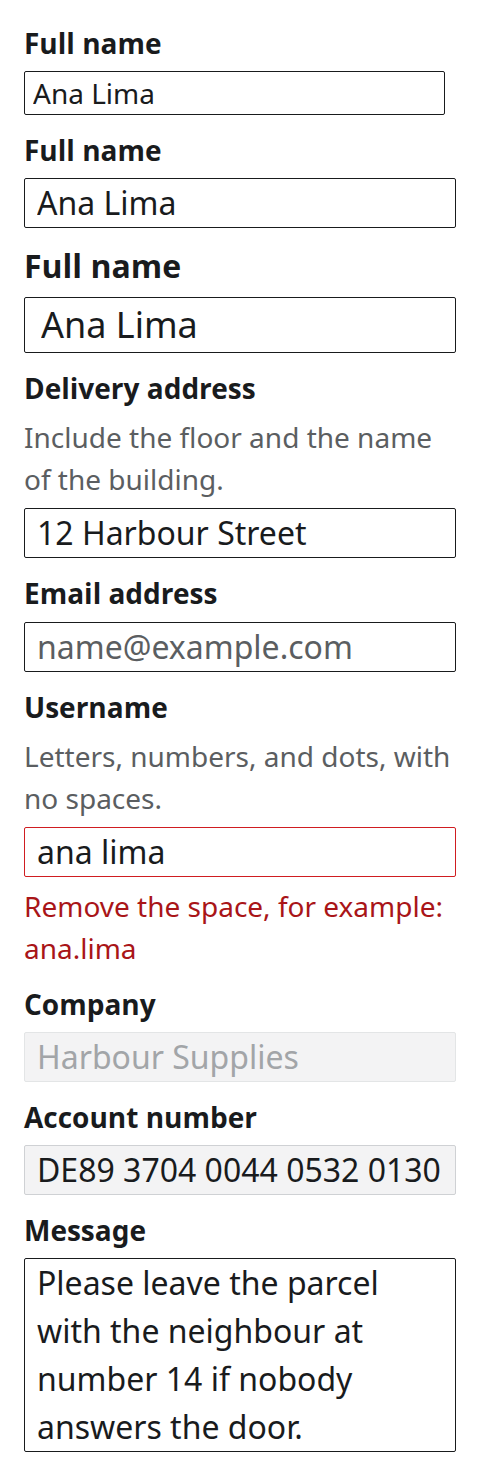 Full name
Ana Lima
Full name
Ana Lima
Full name
Ana Lima
Delivery address
Include the floor and the name
of the building.
12 Harbour Street
Email address
name@example.com
Username
Letters, numbers, and dots, with
no spaces.
ana lima
Remove the space, for example:
ana.lima
Company
Harbour Supplies
Account number
DE89 3704 0044 0532 0130
Message
Please leave the parcel
with the neighbour at
number 14 if nobody
answers the door.